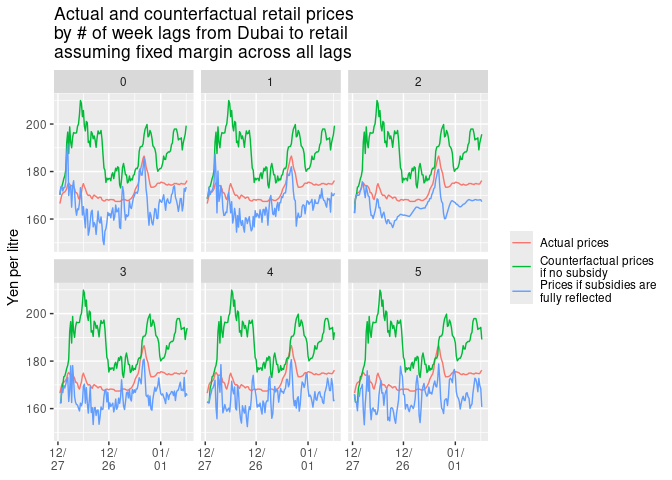 Actual and counterfactual retail prices
by # of week lags from Dubai to retail
assuming fixed margin across all lags
0 1 2
200
180
160
3 4 5
200
180
160
Yen per litre
12/ 12/ 01/ 12/ 12/ 01/ 12/ 12/ 01/
27 26 01 27 26 01 27 26 01
Actual prices
Counterfactual prices
if no subsidy
Prices if subsidies are
fully reflected